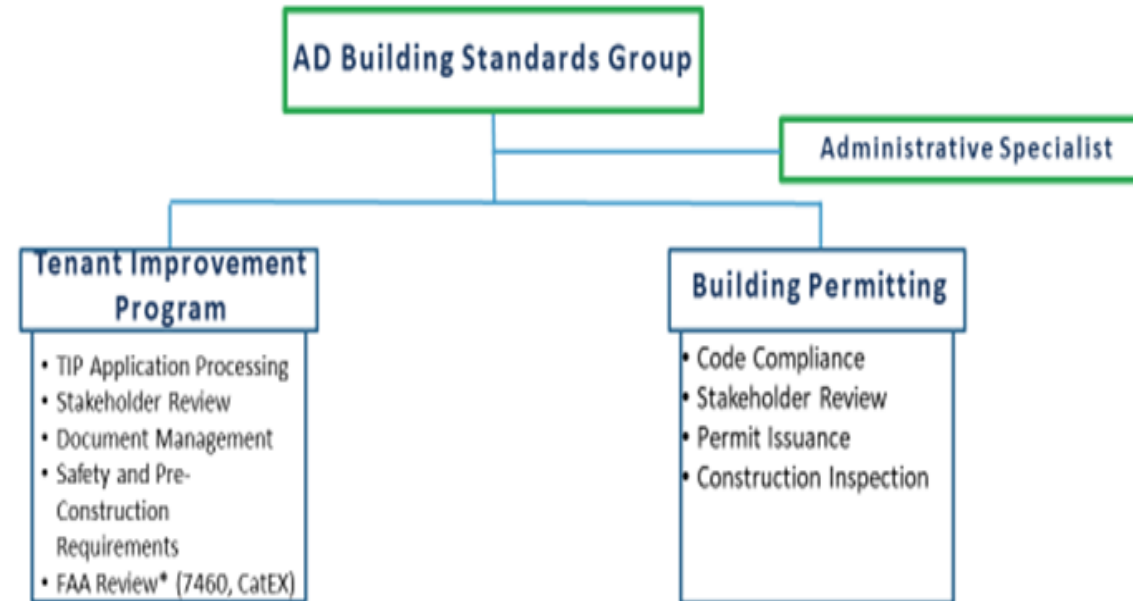 AD Building Standards Group
Administrative Specialist
Tenant Improvement
Program
• TIP Application Processing
• Stakeholder Review
• Document Management
• Safety and Pre-
Construction
Requirements
• FAA Review* (7460, CatEX)
Building Permitting
• Code Compliance
• Stakeholder Review
• Permit Issuance
• Construction Inspection